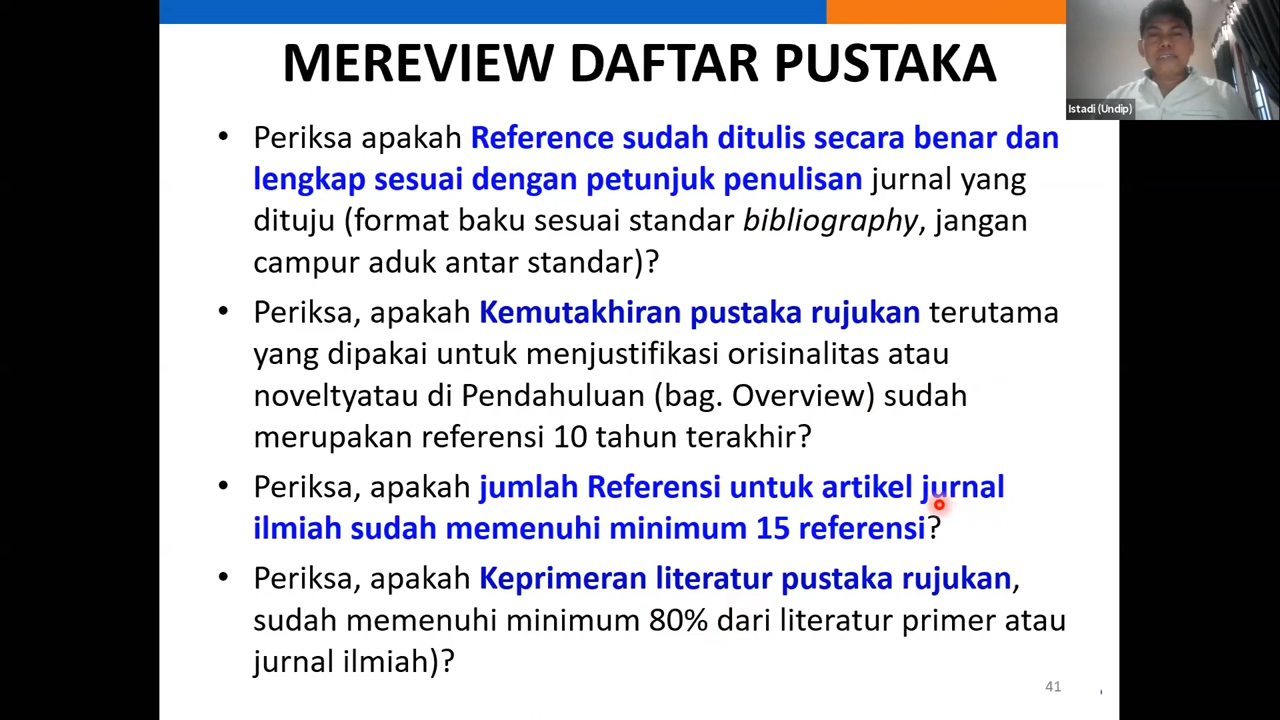 MEREVIEW DAFTAR PUSTAKA
Istadi (Undip)
• Periksa apakah Reference sudah ditulis secara benar dan
lengkap sesuai dengan petunjuk penulisan jurnal yang
dituju (format baku sesuai standar bibliography, jangan
campur aduk antar standar)?
• Periksa, apakah Kemutakhiran pustaka rujukan terutama
yang dipakai untuk menjustifikasi orisinalitas atau
noveltyatau di Pendahuluan (bag. Overview) sudah
merupakan referensi 10 tahun terakhir?
• Periksa, apakah jumlah Referensi untuk artikel jurnal
ilmiah sudah memenuhi minimum 15 referensi?
• Periksa, apakah Keprimeran literatur pustaka rujukan,
sudah memenuhi minimum 80% dari literatur primer atau
jurnal ilmiah)?
41